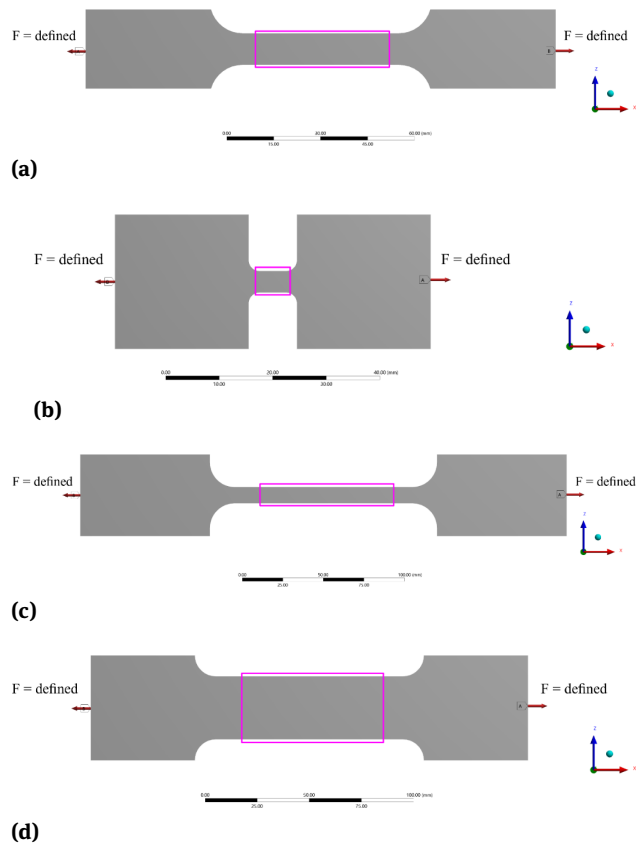 F = defined
F = defined
B
Z
X
0.00 30.00 60.00 (mm)
15.00 45.00
(a)
F = defined
F = defined
A
Z
X
0.00 20.00 40.00 (mm)
10.00 30.00
(b)
F = defined
F = defined
A
Z
X
0.00 50.00 100.00 (mm)
25.00 75.00
(c)
F = defined
F = defined
A
Z
X
0.00 50.00 100.00 (mm)
25.00 75.00
(d)